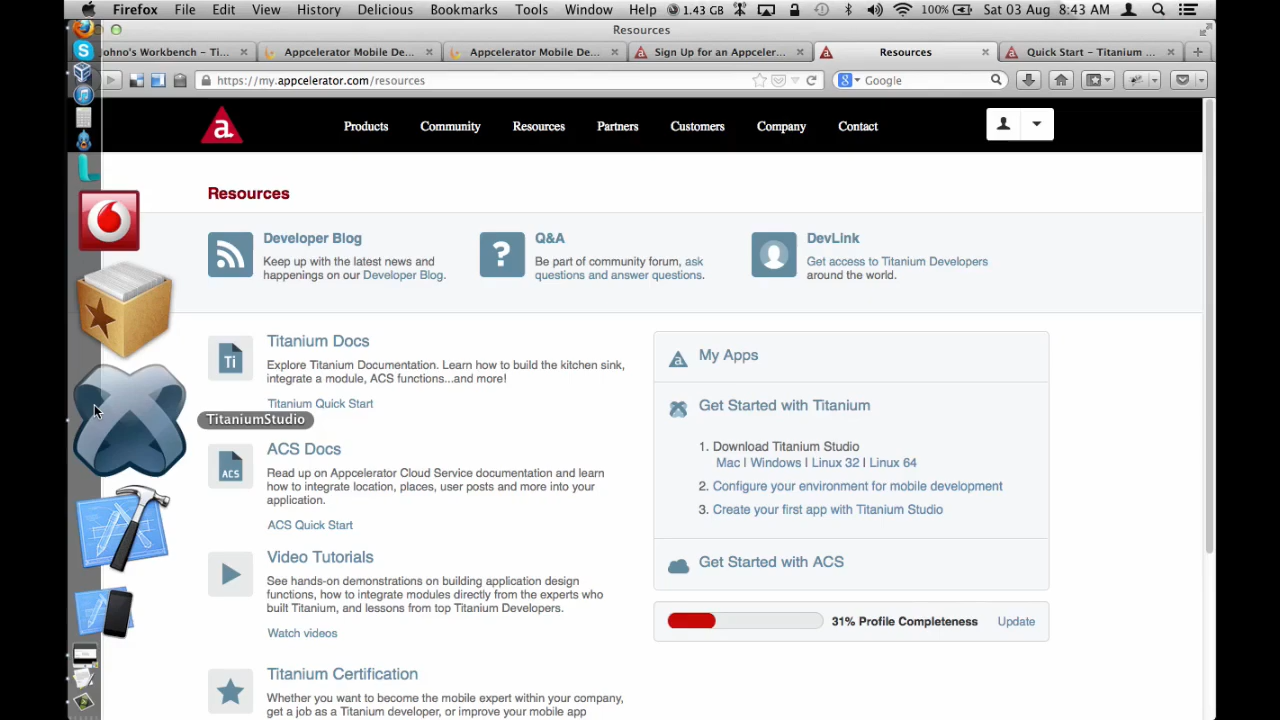 Firefox File Edit View History Delicious Bookmarks Tools Window Help 1.43 GB 100% Sat 03 Aug 8:43 AM
Resources
Johno's Workbench - Ti... Appcelerator Mobile De... Appcelerator Mobile De... Sign Up for an Appceler... Resources Quick Start – Titanium ...
https://my.appcelerator.com/resources Google
Products Community Resources Partners Customers Company Contact
Resources
Developer Blog
Keep up with the latest news and
happenings on our Developer Blog.
Q&A
Be part of community forum, ask
questions and answer questions.
DevLink
Get access to Titanium Developers
around the world.
Titanium Docs
Explore Titanium Documentation. Learn how to build the kitchen sink,
integrate a module, ACS functions...and more!
Titanium Quick Start
TitaniumStudio
ACS Docs
Read up on Appcelerator Cloud Service documentation and learn
how to integrate location, places, user posts and more into your
application.
ACS Quick Start
Video Tutorials
See hands-on demonstrations on building application design
functions, how to integrate modules directly from the experts who
built Titanium, and lessons from top Titanium Developers.
Watch videos
Titanium Certification
Whether you want to become the mobile expert within your company,
get a job as a Titanium developer, or improve your mobile app
Ti
ACS
My Apps
Get Started with Titanium
1. Download Titanium Studio
Mac | Windows | Linux 32 | Linux 64
2. Configure your environment for mobile development
3. Create your first app with Titanium Studio
Get Started with ACS
31% Profile Completeness Update